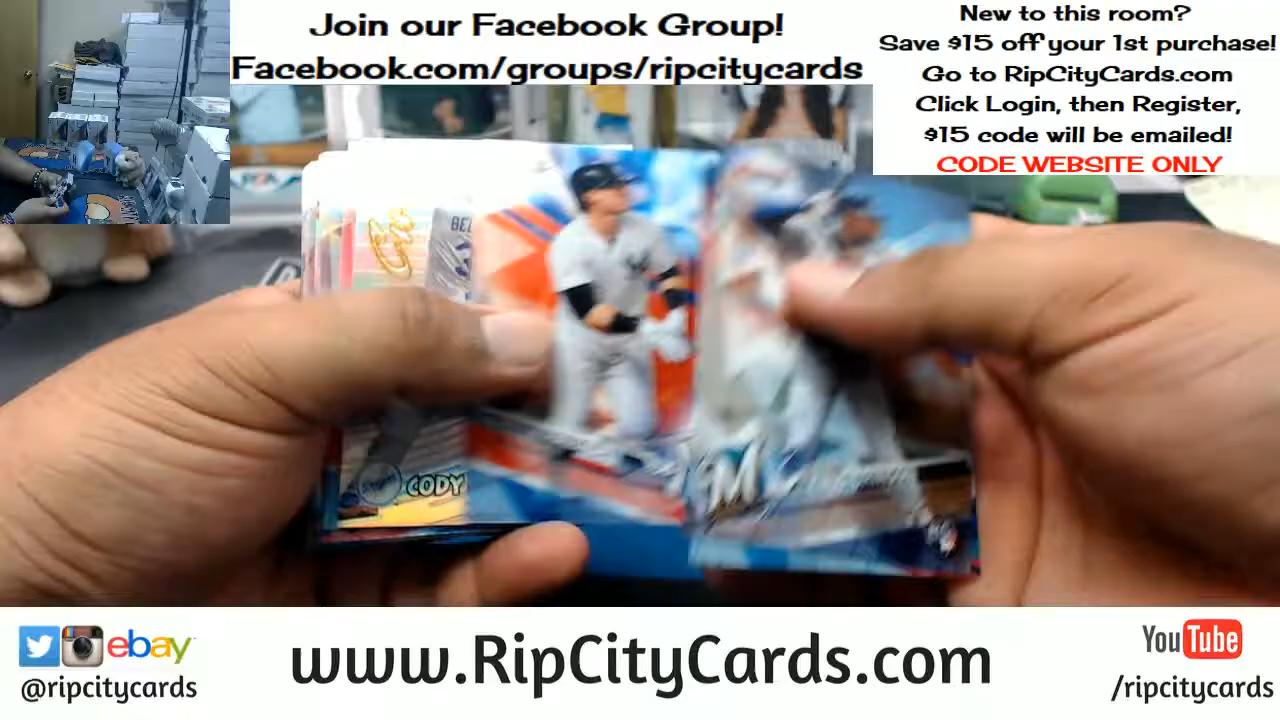 Join our Facebook Group!
Facebook.com/groups/ripcitycards
New to this room?
Save $15 off your 1st purchase!
Go to RipCityCards.com
Click Login, then Register,
$15 code will be emailed!
CODE WEBSITE ONLY
BEL
CODY
M
ebay
@ripcitycards
www.RipCityCards.com
YouTube
/ripcitycards